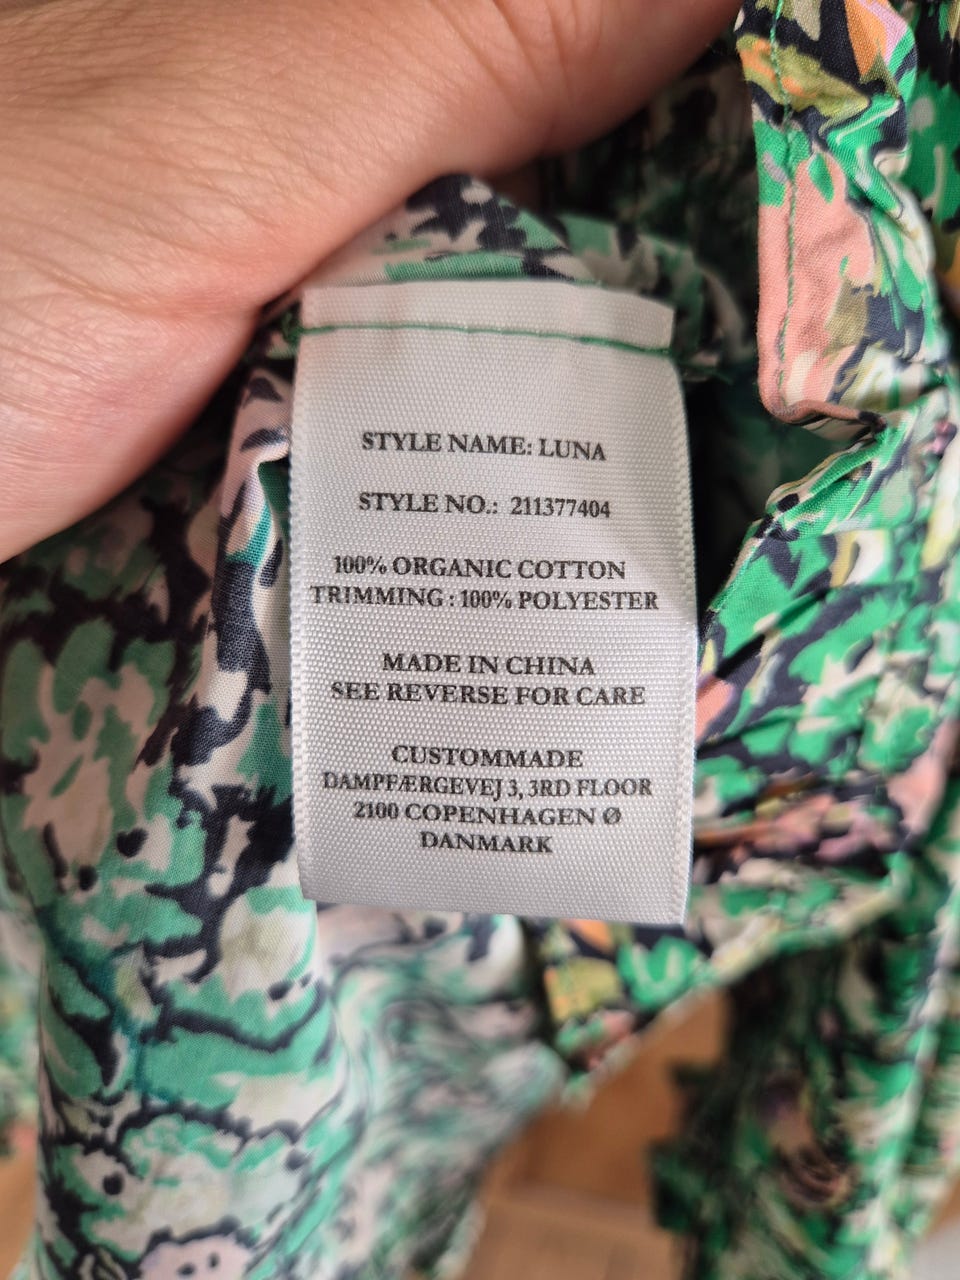 STYLE NAME: LUNA
STYLE NO.: 211377404
100% ORGANIC COTTON
TRIMMING : 100% POLYESTER
MADE IN CHINA
SEE REVERSE FOR CARE
CUSTOMMADE
DAMPFÆRGEVEJ 3, 3RD FLOOR
2100 COPENHAGEN Ø
DANMARK